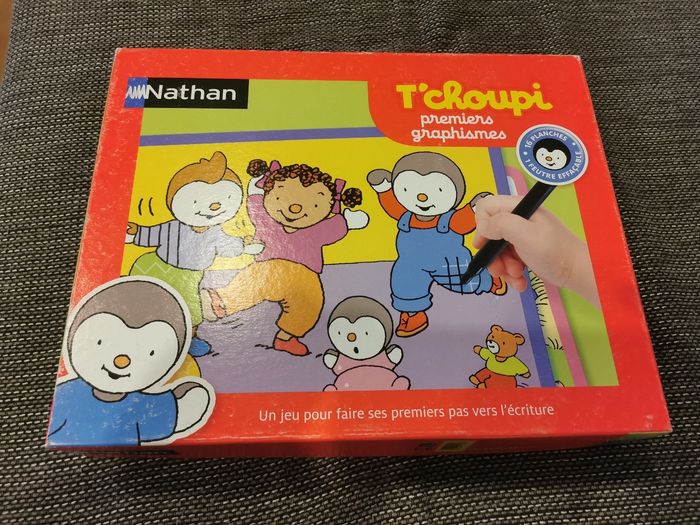 Nathan
T'choupi
premiers
graphismes
16 PLANCHES
1 FEUTRE EFFAÇABLE
Un jeu pour faire ses premiers pas vers l'écriture